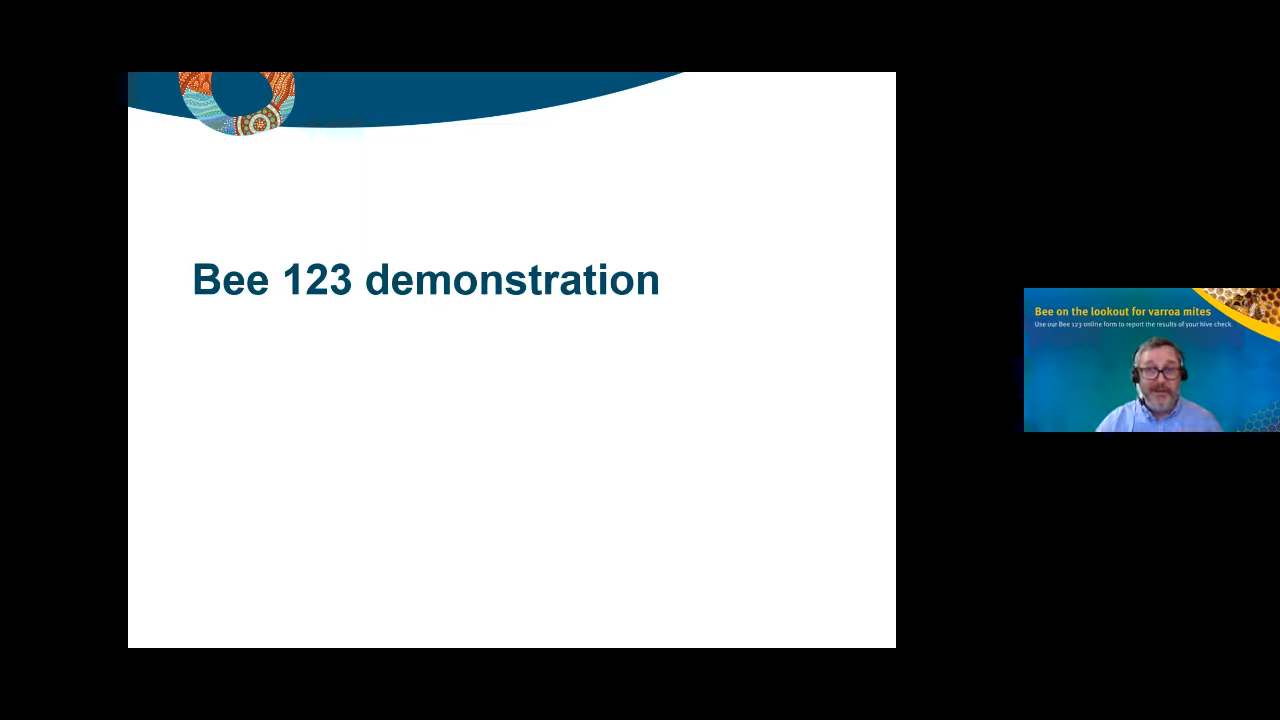 Bee 123 demonstration
Bee on the lookout for varroa mites
Use our Bee 123 online form to report the results of your hive check.